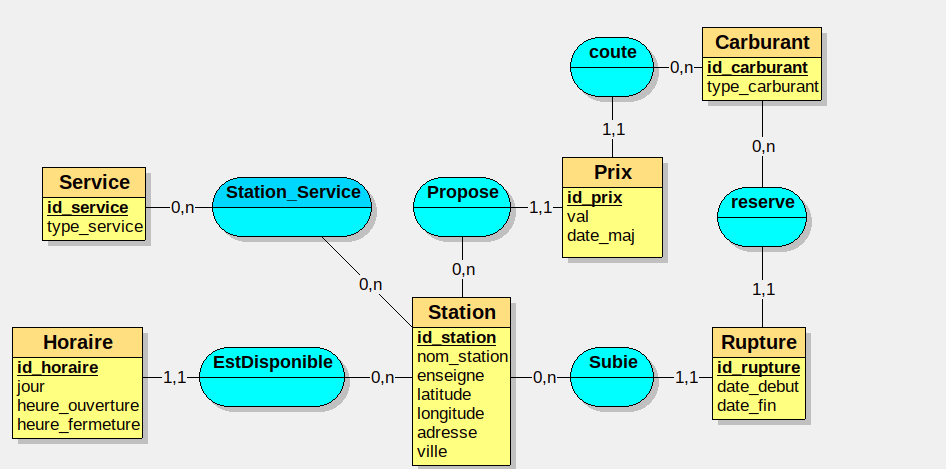 coute
0,n
Carburant
id_carburant
type_carburant
1,1
0,n
Service
id_service
type_service
0,n
Station_Service
Propose
1,1
Prix
id_prix
val
date_maj
reserve
0,n
0,n
1,1
Horaire
id_horaire
jour
heure_ouverture
heure_fermeture
1,1
EstDisponible
0,n
Station
id_station
nom_station
enseigne
latitude
longitude
adresse
ville
0,n
Subie
1,1
Rupture
id_rupture
date_debut
date_fin